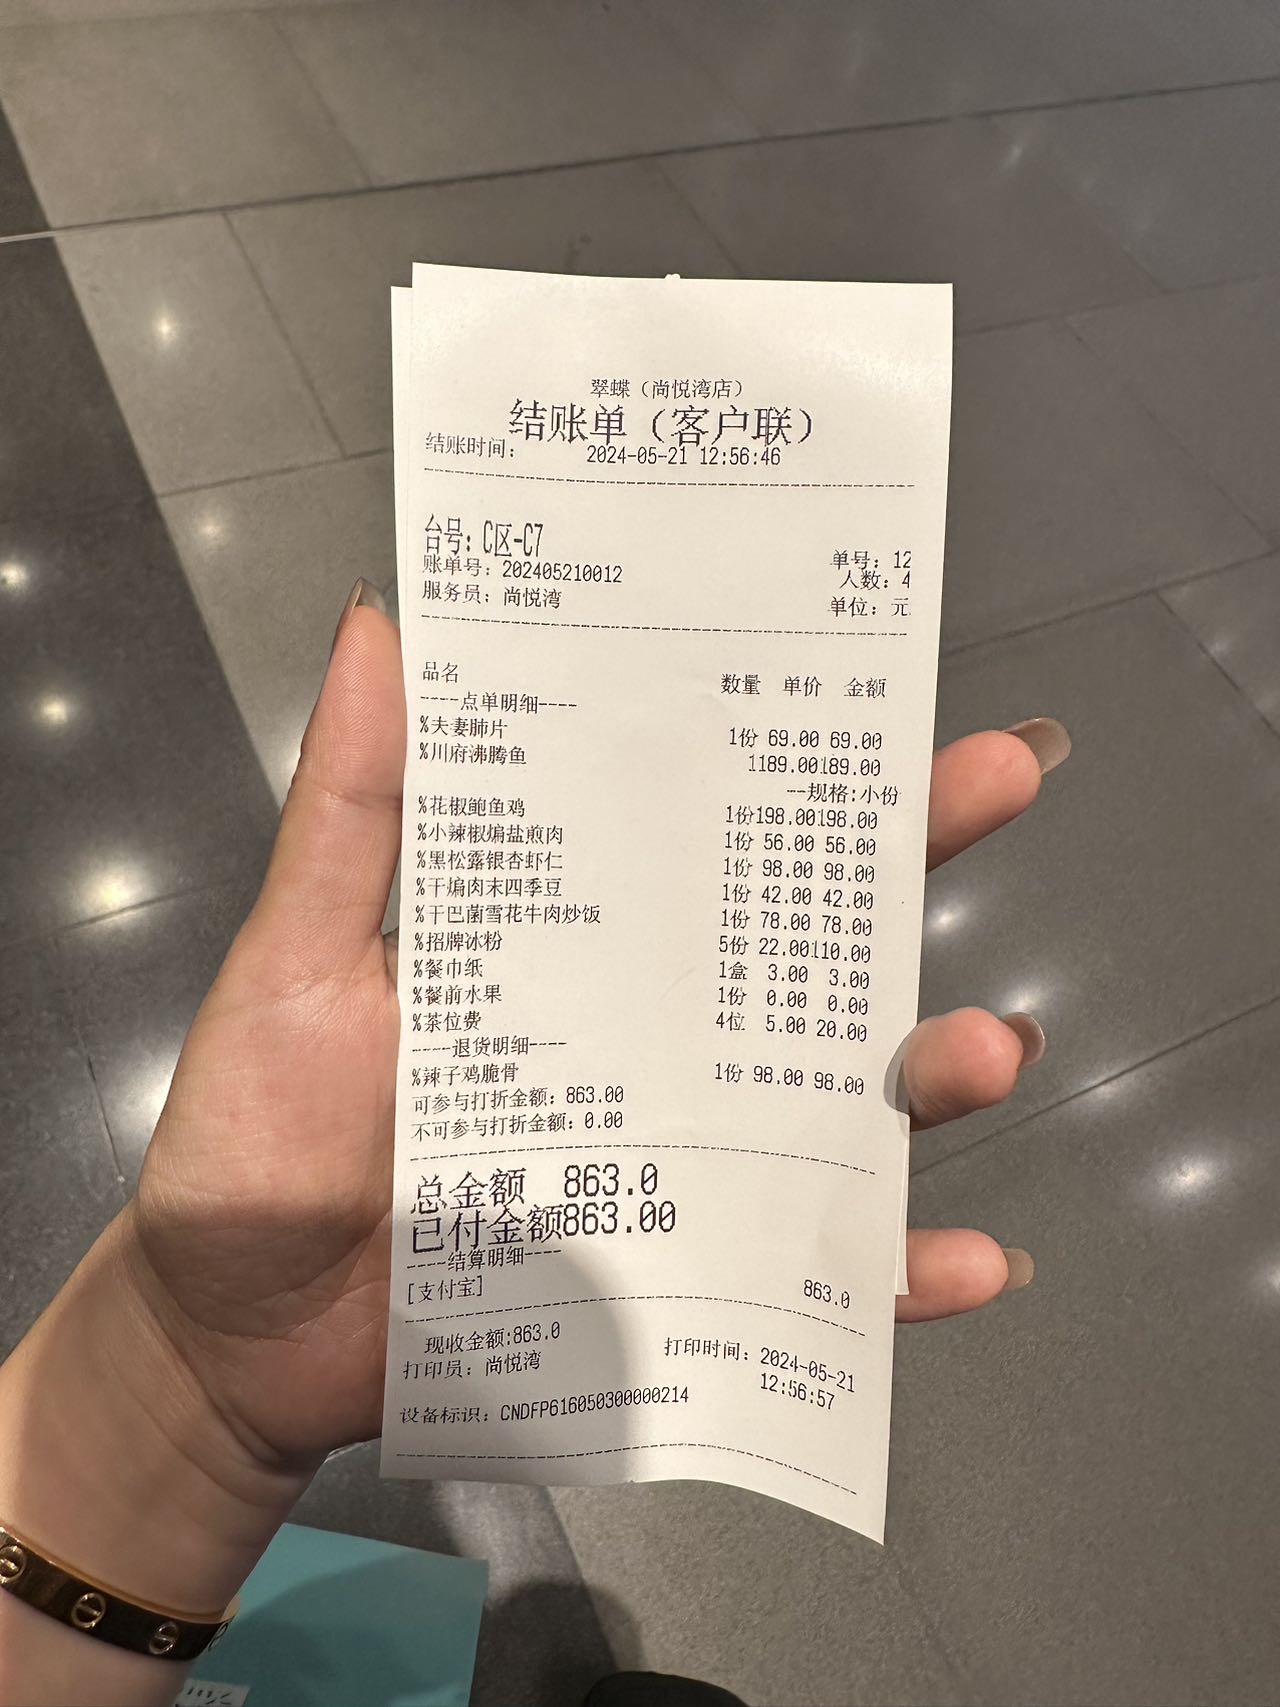 翠蝶（尚悦湾店）
结账单（客户联）
结账时间： 2024-05-21 12:56:46
台号：C区-C7
单号：12
账单号：202405210012
人数：4
服务员：尚悦湾
单位：元
品名 数量 单价 金额
----点单明细----
%夫妻肺片 1份 69.00 69.00
%川府沸腾鱼 1189.00189.00
---规格:小份
%花椒鲍鱼鸡 1份198.00198.00
%小辣椒煸盐煎肉 1份 56.00 56.00
%黑松露银杏虾仁 1份 98.00 98.00
%干煸肉末四季豆 1份 42.00 42.00
%干巴菌雪花牛肉炒饭 1份 78.00 78.00
%招牌冰粉 5份 22.00110.00
%餐巾纸 1盒 3.00 3.00
%餐前水果 1份 0.00 0.00
%茶位费 4位 5.00 20.00
----退货明细----
%辣子鸡脆骨 1份 98.00 98.00
可参与打折金额：863.00
不可参与打折金额：0.00
总金额 863.0
已付金额863.00
----结算明细----
[支付宝] 863.0
现收金额:863.0
打印员：尚悦湾
打印时间：2024-05-21
12:56:57
设备标识：CNDFP616050300000214